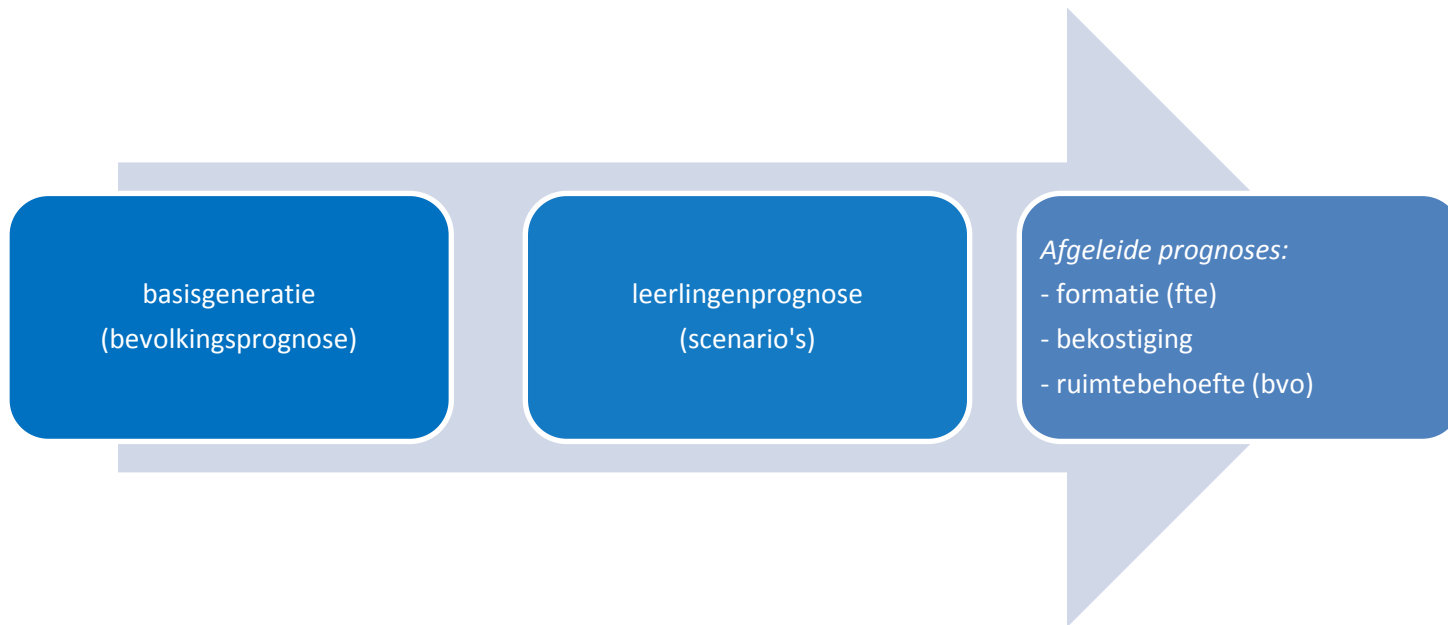 basisgeneratie
(bevolkingsprognose)
leerlingenprognose
(scenario's)
Afgeleide prognoses:
- formatie (fte)
- bekostiging
- ruimtebehoefte (bvo)